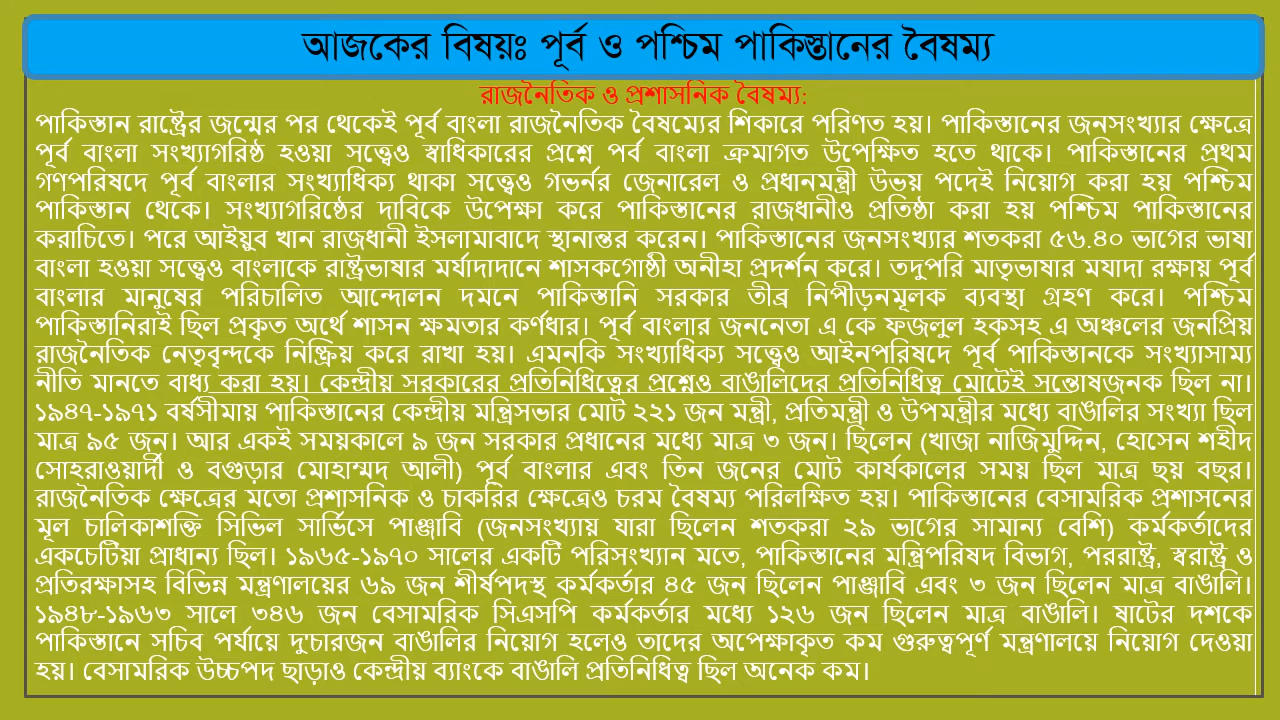 আজকের বিষয়ঃ পূর্ব ও পশ্চিম পাকিস্তানের বৈষম্য
রাজনৈতিক ও প্রশাসনিক বৈষম্য:
পাকিস্তান রাষ্ট্রের জন্মের পর থেকেই পূর্ব বাংলা রাজনৈতিক বৈষম্যের শিকারে পরিণত হয়। পাকিস্তানের জনসংখ্যার ক্ষেত্রে
পূর্ব বাংলা সংখ্যাগরিষ্ঠ হওয়া সত্ত্বেও স্বাধিকারের প্রশ্নে পর্ব বাংলা ক্রমাগত উপেক্ষিত হতে থাকে। পাকিস্তানের প্রথম
গণপরিষদে পূর্ব বাংলার সংখ্যাধিক্য থাকা সত্ত্বেও গভর্নর জেনারেল ও প্রধানমন্ত্রী উভয় পদেই নিয়োগ করা হয় পশ্চিম
পাকিস্তান থেকে। সংখ্যাগরিষ্ঠের দাবিকে উপেক্ষা করে পাকিস্তানের রাজধানীও প্রতিষ্ঠা করা হয় পশ্চিম পাকিস্তানের
করাচিতে। পরে আইয়ুব খান রাজধানী ইসলামাবাদে স্থানান্তর করেন। পাকিস্তানের জনসংখ্যার শতকরা ৫৬.৪০ ভাগের ভাষা
বাংলা হওয়া সত্ত্বেও বাংলাকে রাষ্ট্রভাষার মর্যাদাদানে শাসকগোষ্ঠী অনীহা প্রদর্শন করে। তদুপরি মাতৃভাষার মযাদা রক্ষায় পূর্ব
বাংলার মানুষের পরিচালিত আন্দোলন দমনে পাকিস্তানি সরকার তীব্র নিপীড়নমূলক ব্যবস্থা গ্রহণ করে। পশ্চিম
পাকিস্তানিরাই ছিল প্রকৃত অর্থে শাসন ক্ষমতার কর্ণধার। পূর্ব বাংলার জননেতা এ কে ফজলুল হকসহ এ অঞ্চলের জনপ্রিয়
রাজনৈতিক নেতৃবৃন্দকে নিষ্ক্রিয় করে রাখা হয়। এমনকি সংখ্যাধিক্য সত্ত্বেও আইনপরিষদে পূর্ব পাকিস্তানকে সংখ্যাসাম্য
নীতি মানতে বাধ্য করা হয়। কেন্দ্রীয় সরকারের প্রতিনিধিত্বের প্রশ্নেও বাঙালিদের প্রতিনিধিত্ব মোটেই সন্তোষজনক ছিল না।
১৯৪৭-১৯৭১ বর্ষসীমায় পাকিস্তানের কেন্দ্রীয় মন্ত্রিসভার মোট ২২১ জন মন্ত্রী, প্রতিমন্ত্রী ও উপমন্ত্রীর মধ্যে বাঙালির সংখ্যা ছিল
মাত্র ৯৫ জন। আর একই সময়কালে ৯ জন সরকার প্রধানের মধ্যে মাত্র ৩ জন। ছিলেন (খাজা নাজিমুদ্দিন, হোসেন শহীদ
সোহরাওয়ার্দী ও বগুড়ার মোহাম্মদ আলী) পূর্ব বাংলার এবং তিন জনের মোট কার্যকালের সময় ছিল মাত্র ছয় বছর।
রাজনৈতিক ক্ষেত্রের মতো প্রশাসনিক ও চাকরির ক্ষেত্রেও চরম বৈষম্য পরিলক্ষিত হয়। পাকিস্তানের বেসামরিক প্রশাসনের
মূল চালিকাশক্তি সিভিল সার্ভিসে পাঞ্জাবি (জনসংখ্যায় যারা ছিলেন শতকরা ২৯ ভাগের সামান্য বেশি) কর্মকর্তাদের
একচেটিয়া প্রাধান্য ছিল। ১৯৬৫-১৯৭০ সালের একটি পরিসংখ্যান মতে, পাকিস্তানের মন্ত্রিপরিষদ বিভাগ, পররাষ্ট্র, স্বরাষ্ট্র ও
প্রতিরক্ষাসহ বিভিন্ন মন্ত্রণালয়ের ৬৯ জন শীর্ষপদস্থ কর্মকর্তার ৪৫ জন ছিলেন পাঞ্জাবি এবং ৩ জন ছিলেন মাত্র বাঙালি।
১৯৪৮-১৯৬৩ সালে ৩৪৬ জন বেসামরিক সিএসপি কর্মকর্তার মধ্যে ১২৬ জন ছিলেন মাত্র বাঙালি। ষাটের দশকে
পাকিস্তানে সচিব পর্যায়ে দু'চারজন বাঙালির নিয়োগ হলেও তাদের অপেক্ষাকৃত কম গুরুত্বপূর্ণ মন্ত্রণালয়ে নিয়োগ দেওয়া
হয়। বেসামরিক উচ্চপদ ছাড়াও কেন্দ্রীয় ব্যাংকে বাঙালি প্রতিনিধিত্ব ছিল অনেক কম।